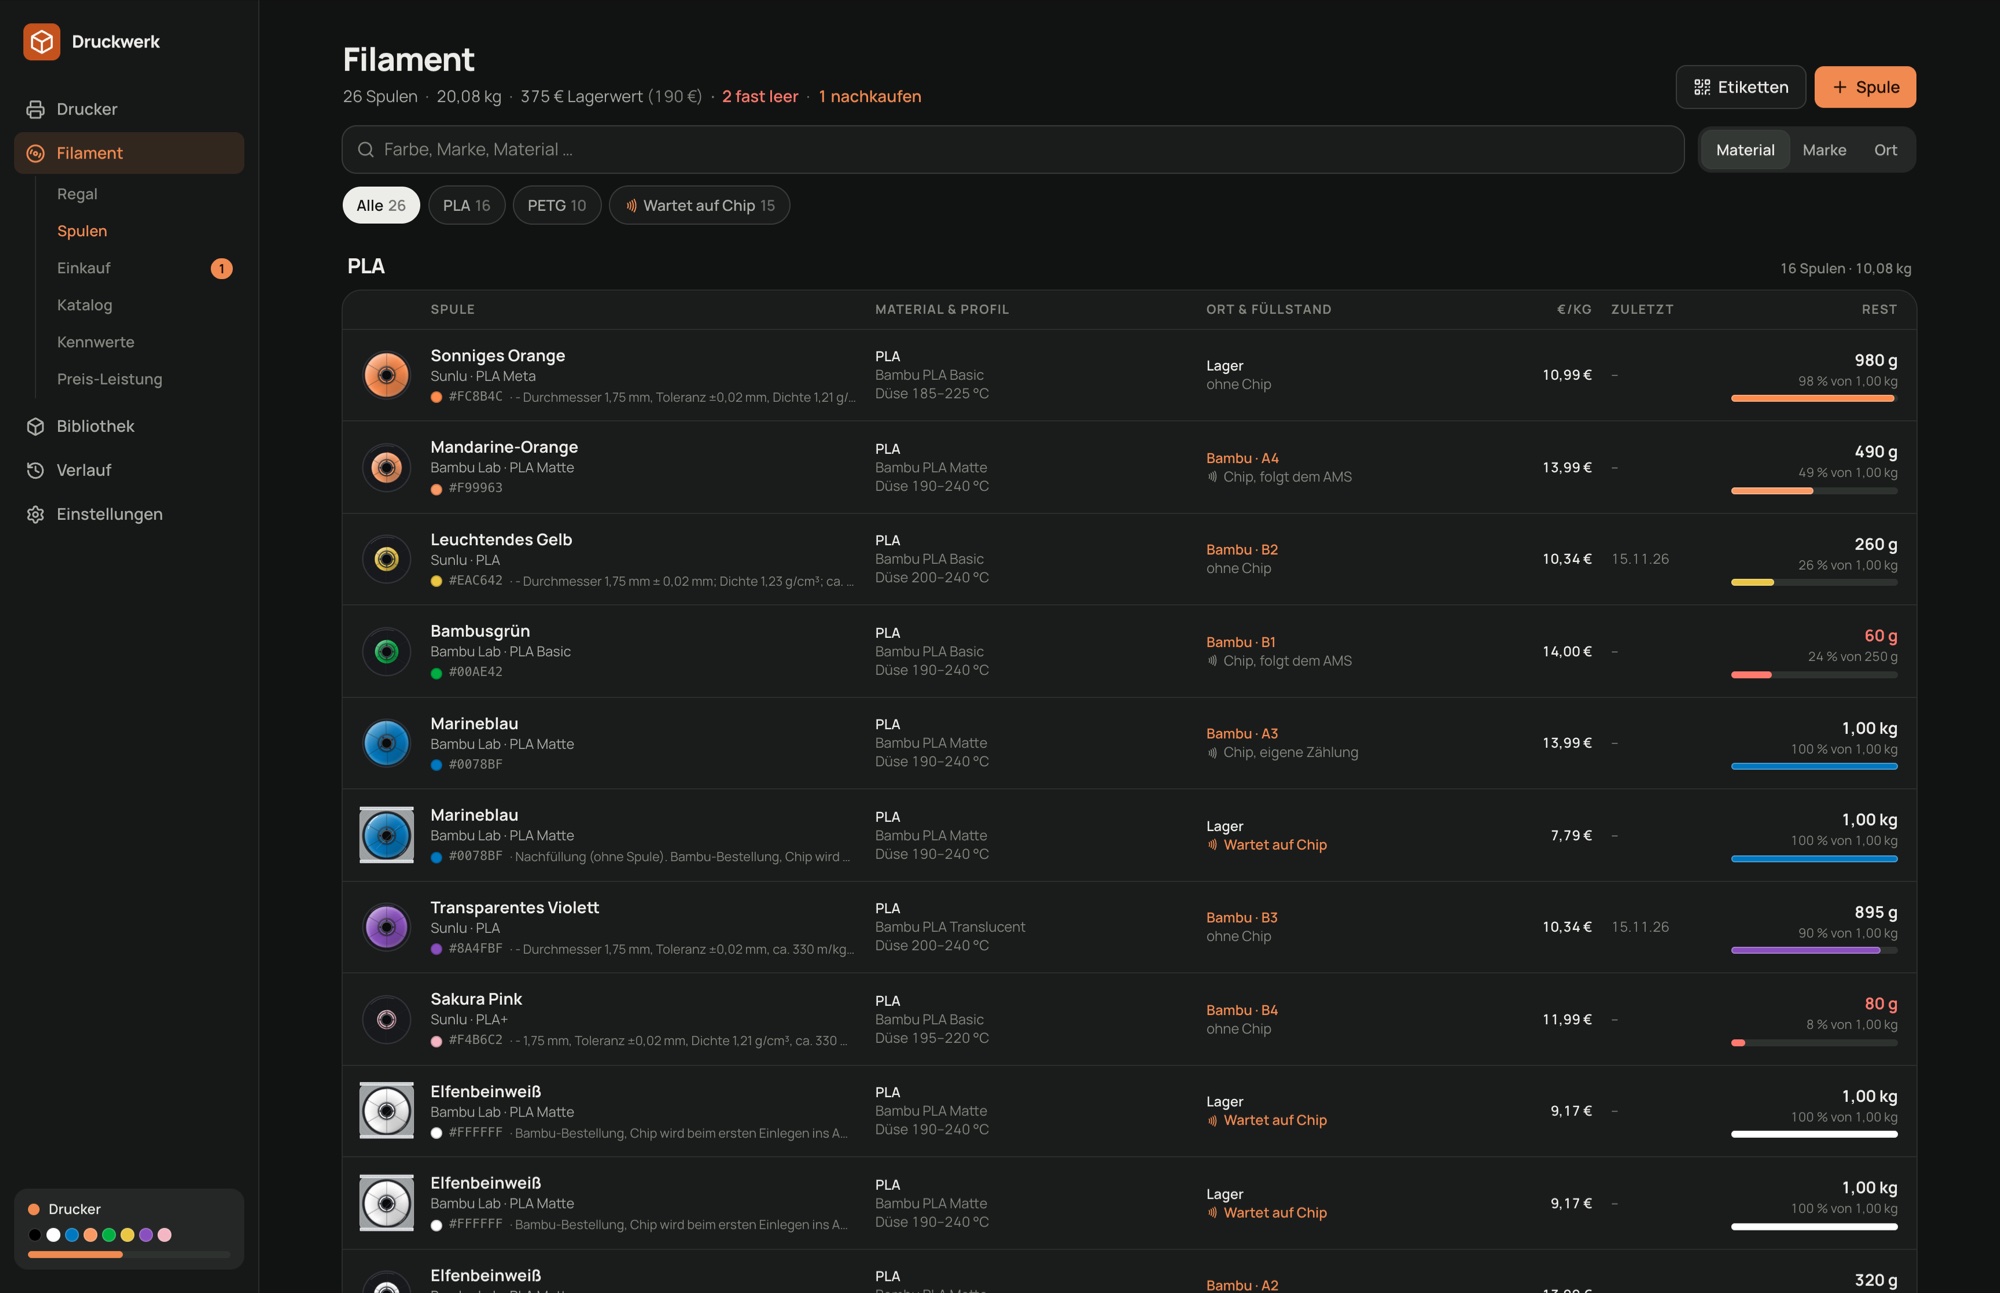 Druckwerk
Drucker
Filament
Regal
Spulen
Einkauf 1
Katalog
Kennwerte
Preis-Leistung
Bibliothek
Verlauf
Einstellungen
Drucker
Filament
26 Spulen · 20,08 kg · 375 € Lagerwert (190 €) · 2 fast leer · 1 nachkaufen
Etiketten
+ Spule
Farbe, Marke, Material ...
Material Marke Ort
Alle 26 PLA 16 PETG 10 Wartet auf Chip 15
PLA
16 Spulen · 10,08 kg
SPULE MATERIAL & PROFIL ORT & FÜLLSTAND €/KG ZULETZT REST
Sonniges Orange
Sunlu · PLA Meta
#FC8B4C · - Durchmesser 1,75 mm, Toleranz ±0,02 mm, Dichte 1,21 g/...
PLA
Bambu PLA Basic
Düse 185–225 °C
Lager
ohne Chip
10,99 €
–
980 g
98 % von 1,00 kg
Mandarine-Orange
Bambu Lab · PLA Matte
#F99963
PLA
Bambu PLA Matte
Düse 190–240 °C
Bambu · A4
Chip, folgt dem AMS
13,99 €
–
490 g
49 % von 1,00 kg
Leuchtendes Gelb
Sunlu · PLA
#EAC642 · - Durchmesser 1,75 mm ± 0,02 mm; Dichte 1,23 g/cm³; ca. ...
PLA
Bambu PLA Basic
Düse 200–240 °C
Bambu · B2
ohne Chip
10,34 €
15.11.26
260 g
26 % von 1,00 kg
Bambusgrün
Bambu Lab · PLA Basic
#00AE42
PLA
Bambu PLA Basic
Düse 190–240 °C
Bambu · B1
Chip, folgt dem AMS
14,00 €
–
60 g
24 % von 250 g
Marineblau
Bambu Lab · PLA Matte
#0078BF
PLA
Bambu PLA Matte
Düse 190–240 °C
Bambu · A3
Chip, eigene Zählung
13,99 €
–
1,00 kg
100 % von 1,00 kg
Marineblau
Bambu Lab · PLA Matte
#0078BF · Nachfüllung (ohne Spule). Bambu-Bestellung, Chip wird ...
PLA
Bambu PLA Matte
Düse 190–240 °C
Lager
Wartet auf Chip
7,79 €
–
1,00 kg
100 % von 1,00 kg
Transparentes Violett
Sunlu · PLA
#8A4FBF · - Durchmesser 1,75 mm, Toleranz ±0,02 mm, ca. 330 m/kg...
PLA
Bambu PLA Translucent
Düse 200–240 °C
Bambu · B3
ohne Chip
10,34 €
15.11.26
895 g
90 % von 1,00 kg
Sakura Pink
Sunlu · PLA+
#F4B6C2 · - 1,75 mm, Toleranz ±0,02 mm, Dichte 1,21 g/cm³, ca. 330 ...
PLA
Bambu PLA Basic
Düse 195–220 °C
Bambu · B4
ohne Chip
11,99 €
–
80 g
8 % von 1,00 kg
Elfenbeinweiß
Bambu Lab · PLA Matte
#FFFFFF · Bambu-Bestellung, Chip wird beim ersten Einlegen ins A...
PLA
Bambu PLA Matte
Düse 190–240 °C
Lager
Wartet auf Chip
9,17 €
–
1,00 kg
100 % von 1,00 kg
Elfenbeinweiß
Bambu Lab · PLA Matte
#FFFFFF · Bambu-Bestellung, Chip wird beim ersten Einlegen ins A...
PLA
Bambu PLA Matte
Düse 190–240 °C
Lager
Wartet auf Chip
9,17 €
–
1,00 kg
100 % von 1,00 kg
Elfenbeinweiß
PLA
Bambu · A2
320 g